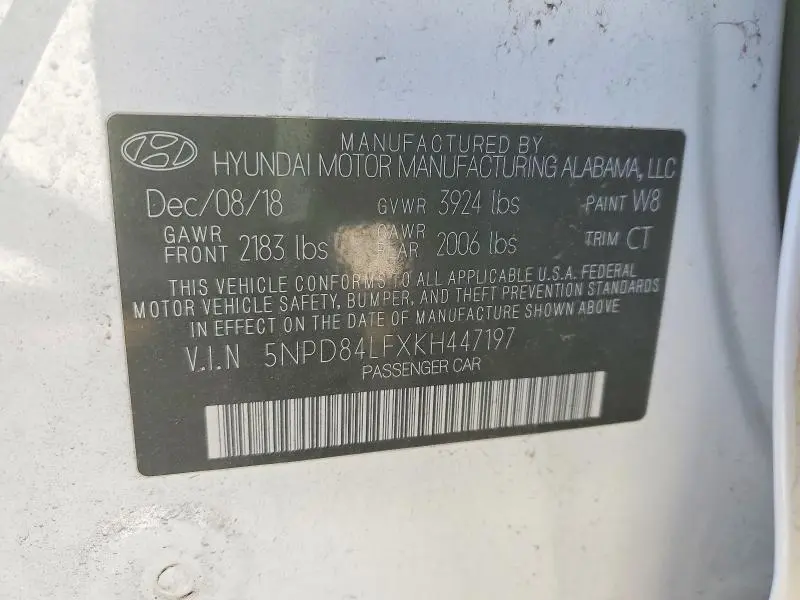 MANUFACTURED BY
HYUNDAI MOTOR MANUFACTURING ALABAMA, LLC
Dec/08/18 GVWR 3924 lbs PAINT W8
GAWR FRONT 2183 lbs GAWR REAR 2006 lbs TRIM CT
THIS VEHICLE CONFORMS TO ALL APPLICABLE U.S.A. FEDERAL
MOTOR VEHICLE SAFETY, BUMPER, AND THEFT PREVENTION STANDARDS
IN EFFECT ON THE DATE OF MANUFACTURE SHOWN ABOVE
V.I.N 5NPD84LFXKH447197
PASSENGER CAR